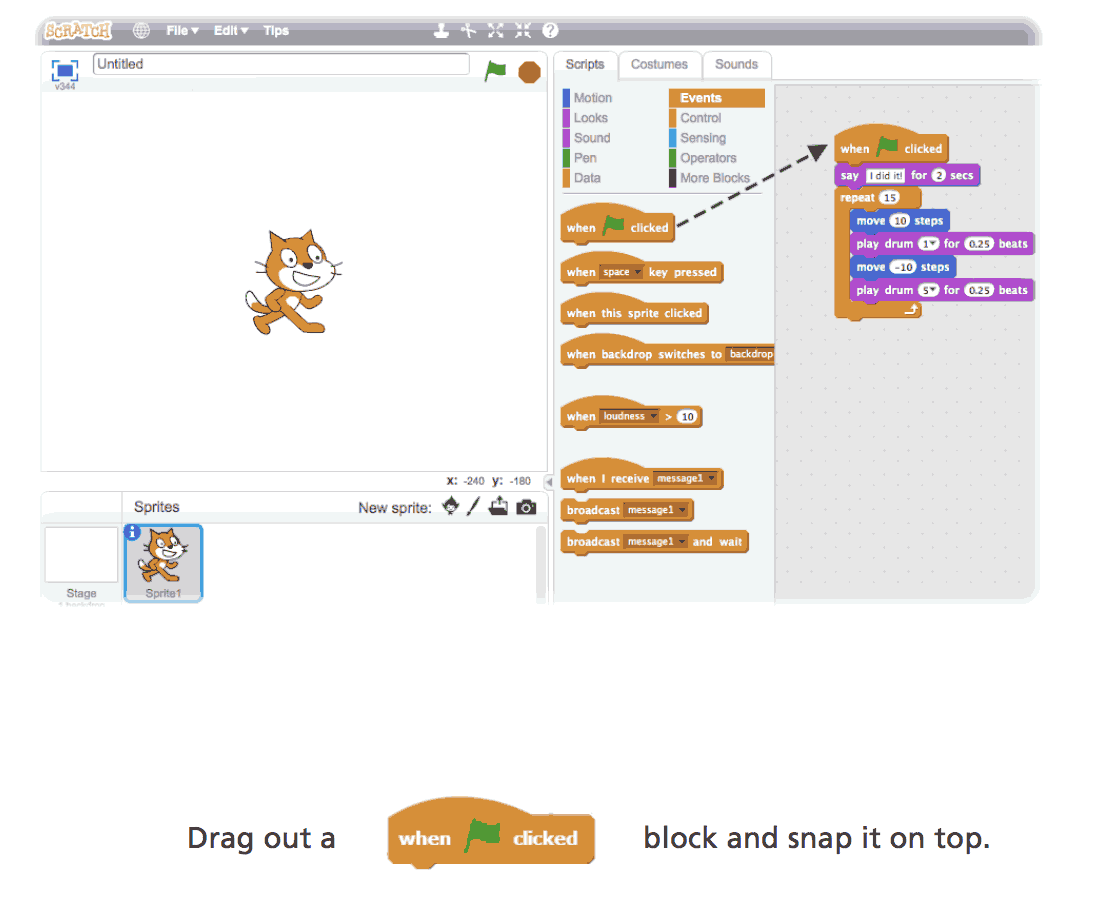 SCRATCH File Edit Tips
v344 Untitled
Scripts Costumes Sounds
Motion Events
Looks Control
Sound Sensing
Pen Operators
Data More Blocks
when clicked
when space key pressed
when this sprite clicked
when backdrop switches to backdrop
when loudness > 10
when I receive message1
broadcast message1
broadcast message1 and wait
when clicked
say I did it! for 2 secs
repeat 15
move 10 steps
play drum 1 for 0.25 beats
move -10 steps
play drum 5 for 0.25 beats
x: -240 y: -180
Sprites New sprite:
Stage
1 backdrop
Sprite1
Drag out a when clicked block and snap it on top.